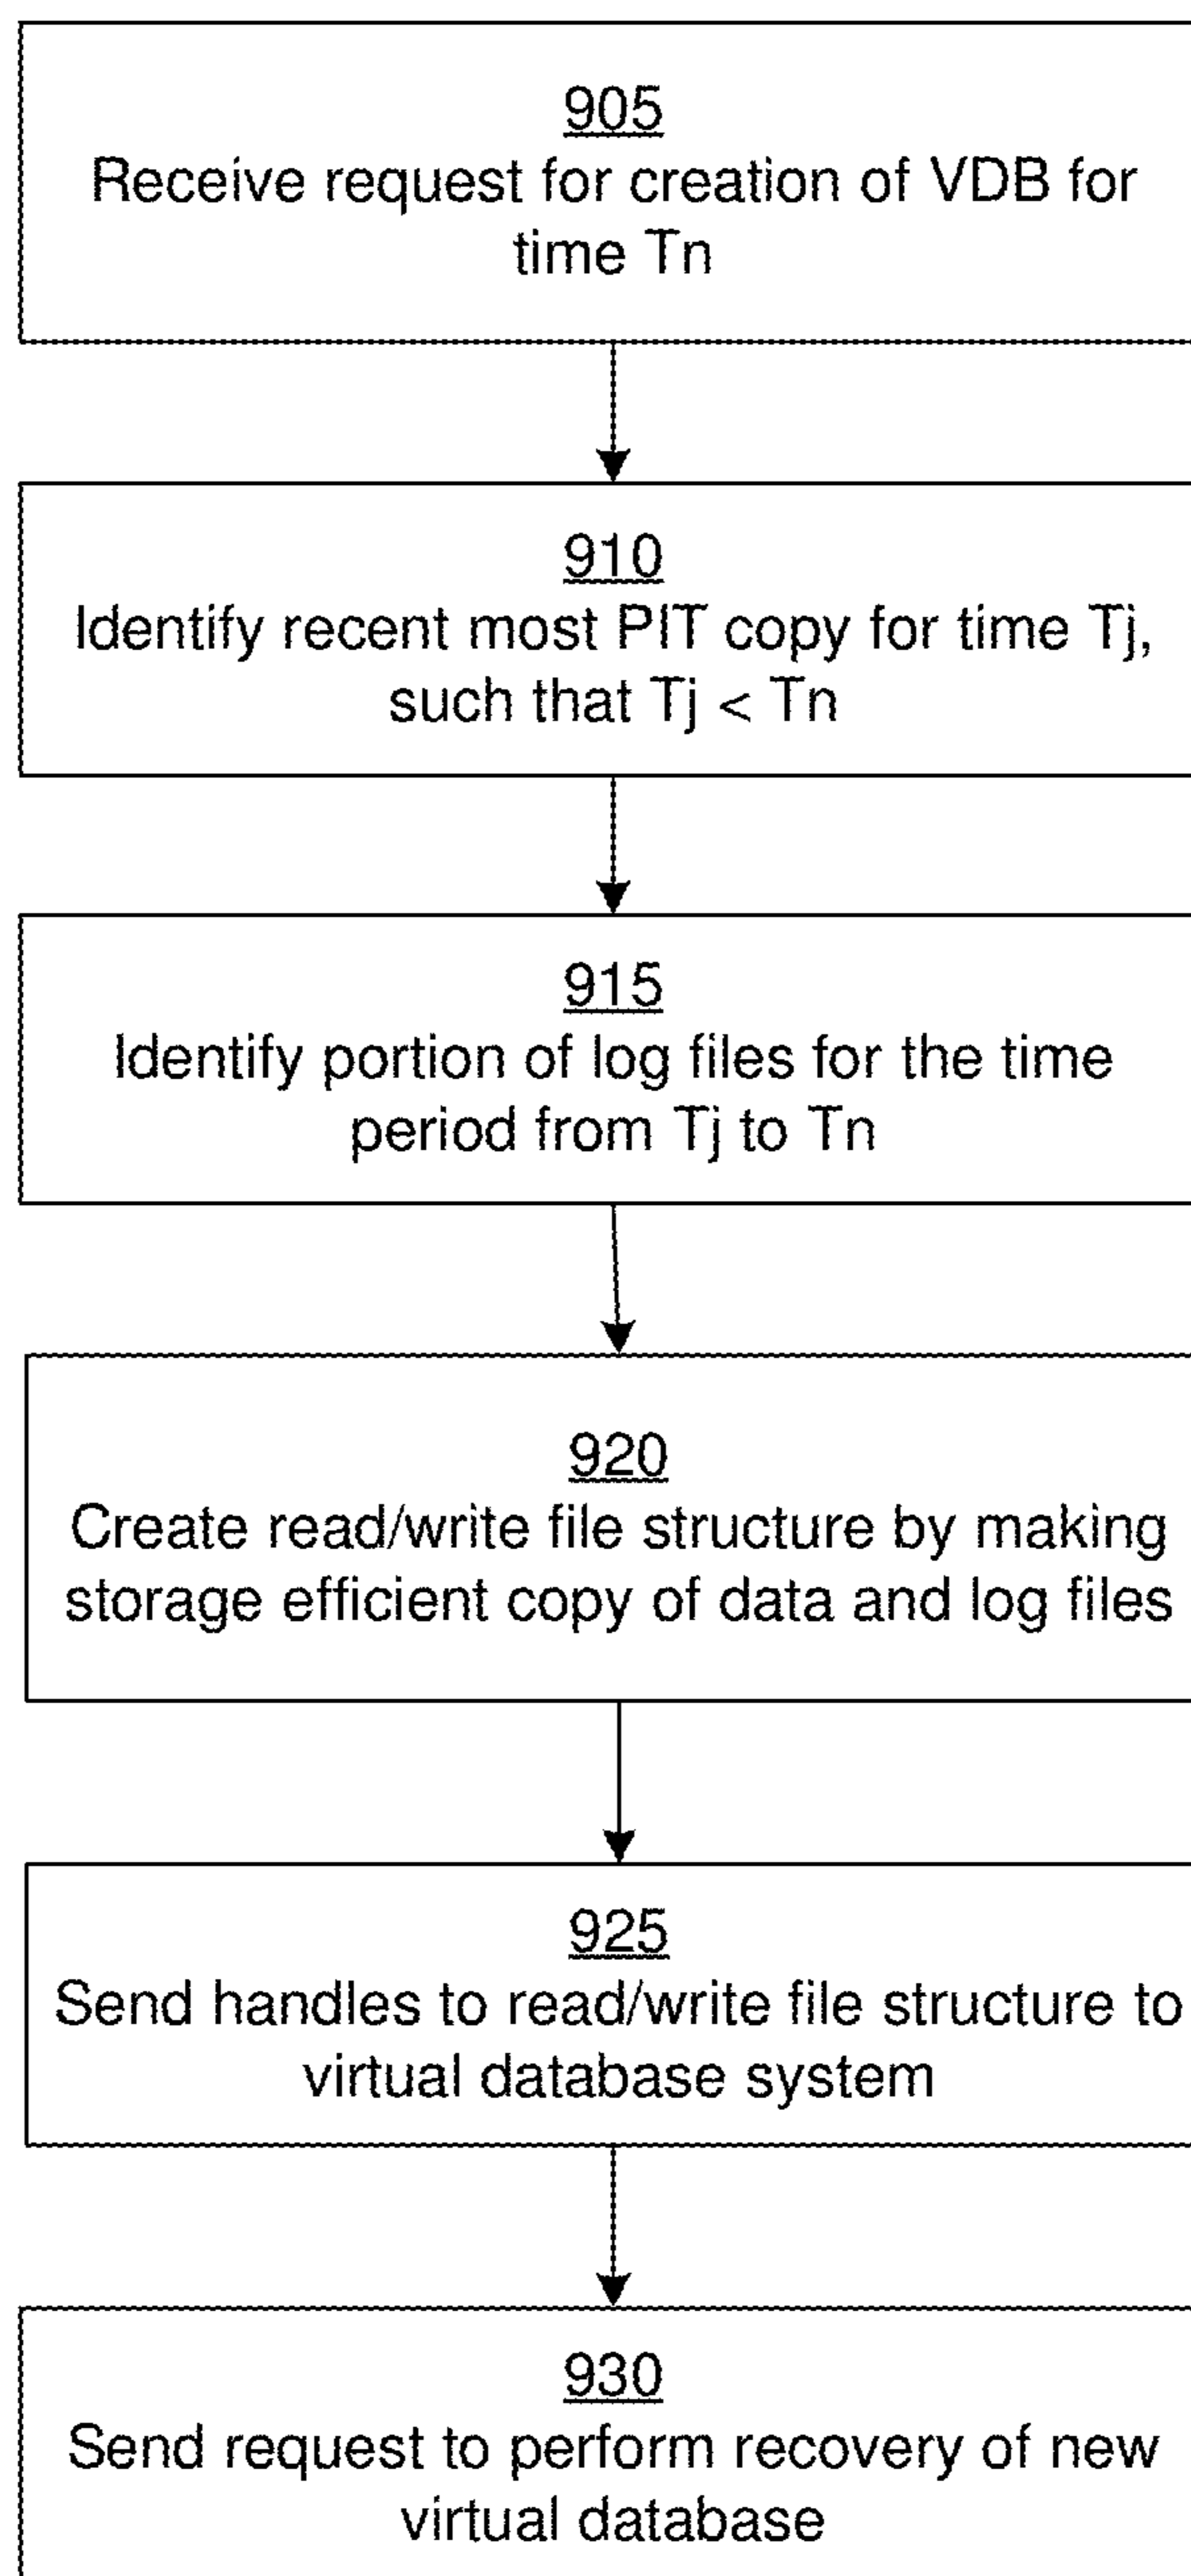 905
Receive request for creation of VDB for
time Tn
910
Identify recent most PIT copy for time Tj,
such that Tj < Tn
915
Identify portion of log files for the time
period from Tj to Tn
920
Create read/write file structure by making
storage efficient copy of data and log files
925
Send handles to read/write file structure to
virtual database system
930
Send request to perform recovery of new
virtual database